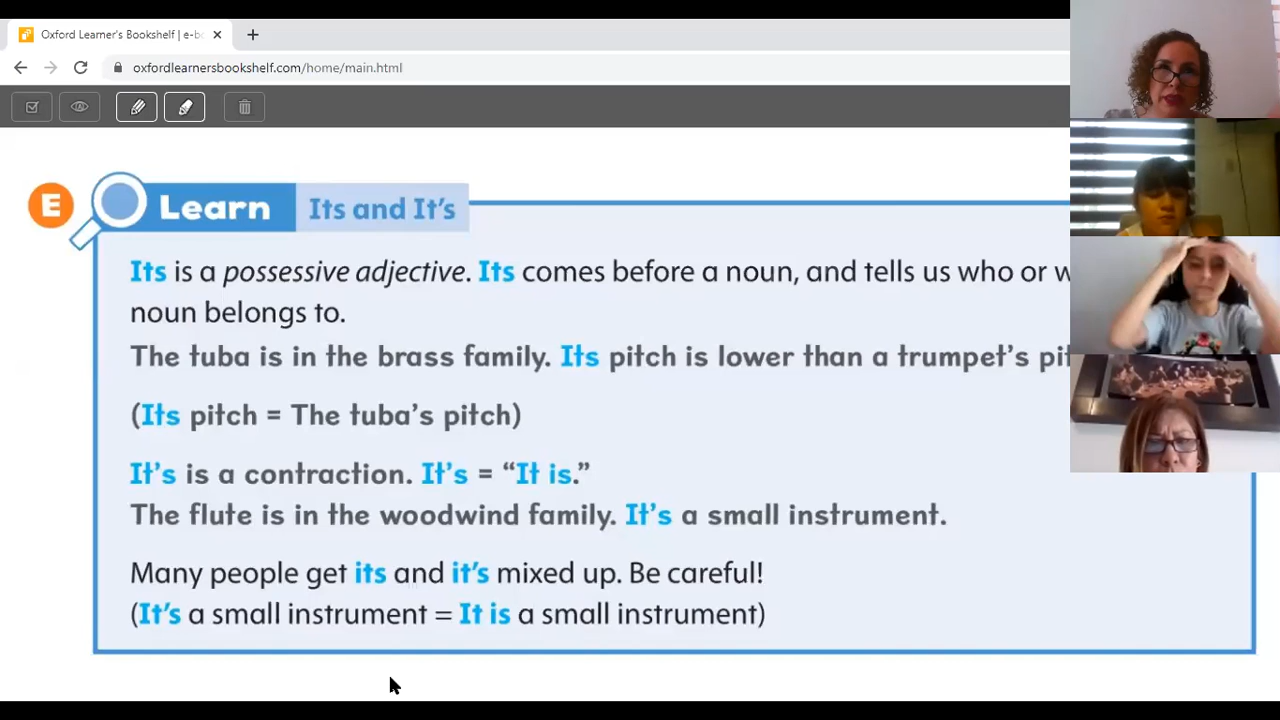 Oxford Learner's Bookshelf | e-bo
oxfordlearnersbookshelf.com/home/main.html
E
Learn
Its and It's
Its is a possessive adjective. Its comes before a noun, and tells us who or
noun belongs to.
The tuba is in the brass family. Its pitch is lower than a trumpet's
(Its pitch = The tuba's pitch)
It's is a contraction. It's = “It is.”
The flute is in the woodwind family. It's a small instrument.
Many people get its and it's mixed up. Be careful!
(It's a small instrument = It is a small instrument)